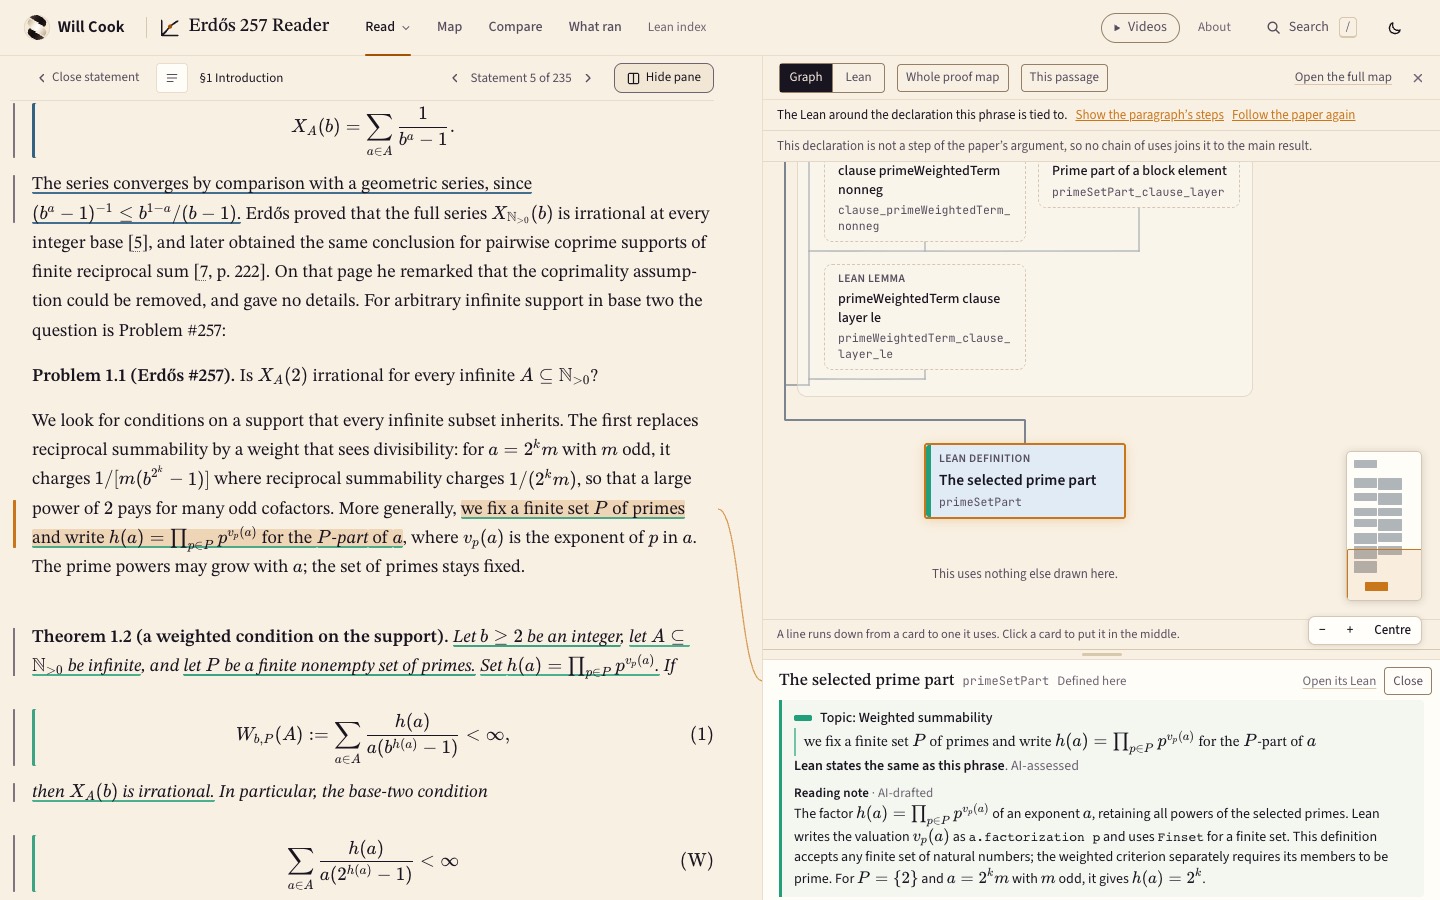 Will Cook
Erdős 257 Reader
Read
Map
Compare
What ran
Lean index
Videos
About
Search /
Close statement
§1 Introduction
Statement 5 of 235
Hide pane
X_A(b) = ∑_{a∈A} 1/(b^a − 1).
The series converges by comparison with a geometric series, since
(b^a − 1)^{−1} ≤ b^{1−a}/(b − 1). Erdős proved that the full series X_{ℕ_{>0}}(b) is irrational at every
integer base [5], and later obtained the same conclusion for pairwise coprime supports of
finite reciprocal sum [7, p. 222]. On that page he remarked that the coprimality assump-
tion could be removed, and gave no details. For arbitrary infinite support in base two the
question is Problem #257:
Problem 1.1 (Erdős #257). Is X_A(2) irrational for every infinite A ⊆ ℕ_{>0}?
We look for conditions on a support that every infinite subset inherits. The first replaces
reciprocal summability by a weight that sees divisibility: for a = 2^k m with m odd, it
charges 1/[m(b^{2^k} − 1)] where reciprocal summability charges 1/(2^k m), so that a large
power of 2 pays for many odd cofactors. More generally, we fix a finite set P of primes
and write h(a) = ∏_{p∈P} p^{v_p(a)} for the P-part of a, where v_p(a) is the exponent of p in a.
The prime powers may grow with a; the set of primes stays fixed.
Theorem 1.2 (a weighted condition on the support). Let b ≥ 2 be an integer, let A ⊆
ℕ_{>0} be infinite, and let P be a finite nonempty set of primes. Set h(a) = ∏_{p∈P} p^{v_p(a)}. If
W_{b,P}(A) := ∑_{a∈A} h(a)/(a(b^{h(a)} − 1)) < ∞, (1)
then X_A(b) is irrational. In particular, the base-two condition
∑_{a∈A} h(a)/(a(2^{h(a)} − 1)) < ∞ (W)
Graph
Lean
Whole proof map
This passage
Open the full map
The Lean around the declaration this phrase is tied to. Show the paragraph's steps Follow the paper again
This declaration is not a step of the paper's argument, so no chain of uses joins it to the main result.
clause primeWeightedTerm
nonneg
clause_primeWeightedTerm_
nonneg
Prime part of a block element
primeSetPart_clause_layer
LEAN LEMMA
primeWeightedTerm clause
layer le
primeWeightedTerm_clause_
layer_le
LEAN DEFINITION
The selected prime part
primeSetPart
This uses nothing else drawn here.
A line runs down from a card to one it uses. Click a card to put it in the middle.
− + Centre
The selected prime part primeSetPart Defined here
Open its Lean
Close
Topic: Weighted summability
we fix a finite set P of primes and write h(a) = ∏_{p∈P} p^{v_p(a)} for the P-part of a
Lean states the same as this phrase. AI-assessed
Reading note · AI-drafted
The factor h(a) = ∏_{p∈P} p^{v_p(a)} of an exponent a, retaining all powers of the selected primes. Lean
writes the valuation v_p(a) as a.factorization p and uses Finset for a finite set. This definition
accepts any finite set of natural numbers; the weighted criterion separately requires its members to be
prime. For P = {2} and a = 2^k m with m odd, it gives h(a) = 2^k.